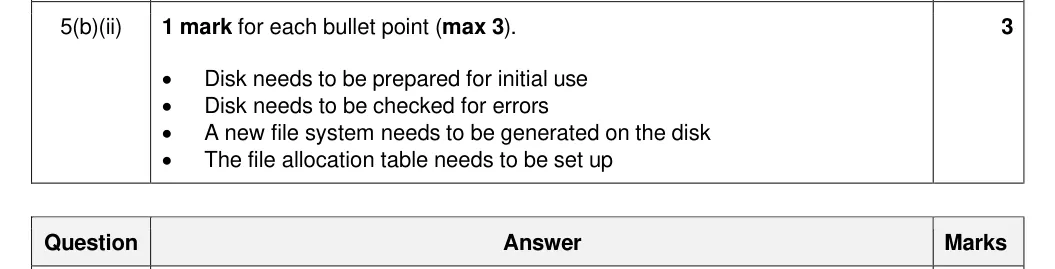 5(b)(ii) 1 mark for each bullet point (max 3). 3
• Disk needs to be prepared for initial use
• Disk needs to be checked for errors
• A new file system needs to be generated on the disk
• The file allocation table needs to be set up
Question Answer Marks